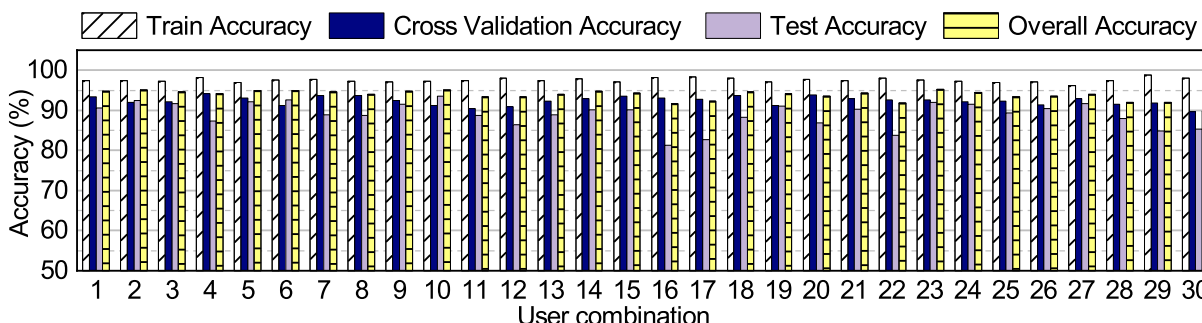 Train Accuracy Cross Validation Accuracy Test Accuracy Overall Accuracy
Accuracy (%)
100
90
80
70
60
50
1 2 3 4 5 6 7 8 9 10 11 12 13 14 15 16 17 18 19 20 21 22 23 24 25 26 27 28 29 30
User combination